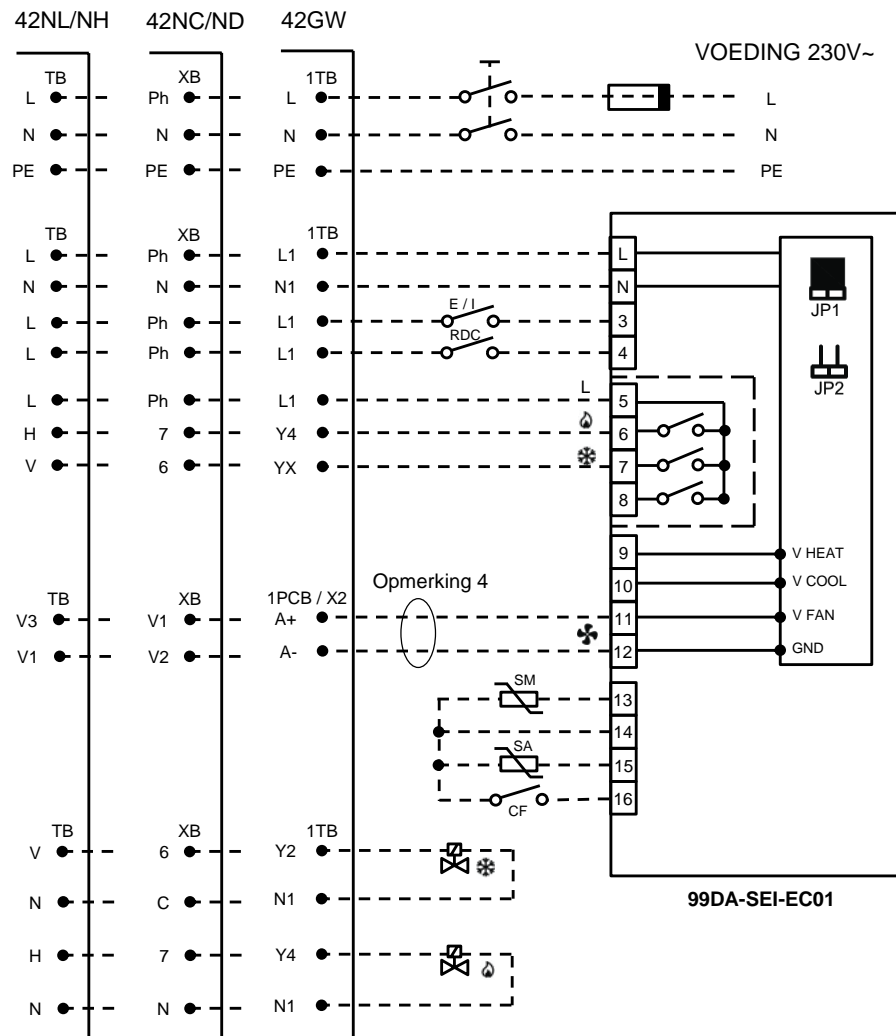 42NL/NH 42NC/ND 42GW
VOEDING 230V~
TB XB 1TB
L Ph L L
N N N N
PE PE PE PE
TB XB 1TB
L Ph L1 L
N N N1 N
JP1
L Ph L1 E / I 3
L Ph L1 RDC 4
JP2
L Ph L1 L 5
H 7 Y4 6
V 6 YX 7
8
9 V HEAT
10 V COOL
Opmerking 4
TB XB 1PCB / X2
V3 V1 A+ 11 V FAN
V1 V2 A- 12 GND
SM 13
14
SA 15
CF 16
TB XB 1TB
V 6 Y2
N C N1
99DA-SEI-EC01
H 7 Y4
N N N1